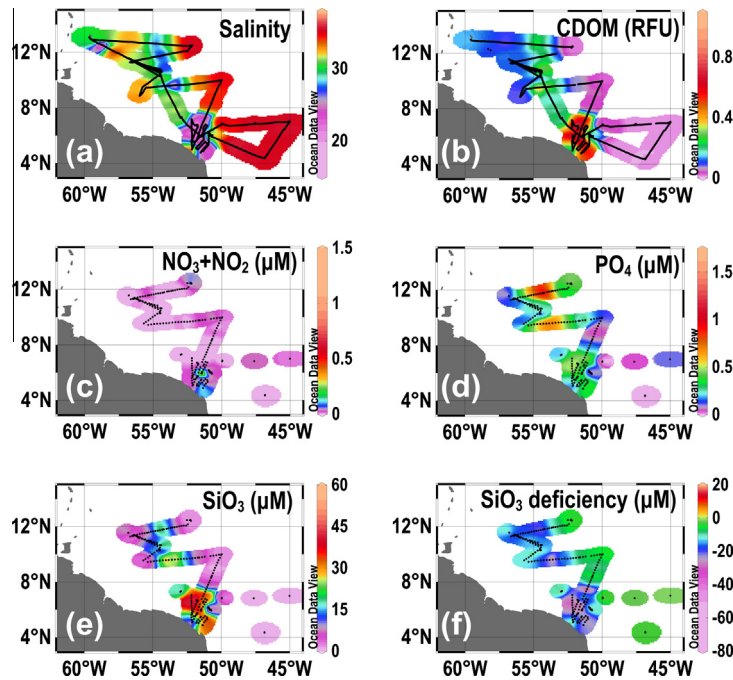 (a) Salinity
12°N
8°N
4°N
60°W 55°W 50°W 45°W
30
20
Ocean Data View
(b) CDOM (RFU)
12°N
8°N
4°N
60°W 55°W 50°W 45°W
0.8
0.4
0
Ocean Data View
(c) NO3+NO2 (µM)
12°N
8°N
4°N
60°W 55°W 50°W 45°W
1.5
1
0.5
0
Ocean Data View
(d) PO4 (µM)
12°N
8°N
4°N
60°W 55°W 50°W 45°W
1.5
1
0.5
0
Ocean Data View
(e) SiO3 (µM)
12°N
8°N
4°N
60°W 55°W 50°W 45°W
60
45
30
15
0
Ocean Data View
(f) SiO3 deficiency (µM)
12°N
8°N
4°N
60°W 55°W 50°W 45°W
20
0
-20
-40
-60
-80
Ocean Data View